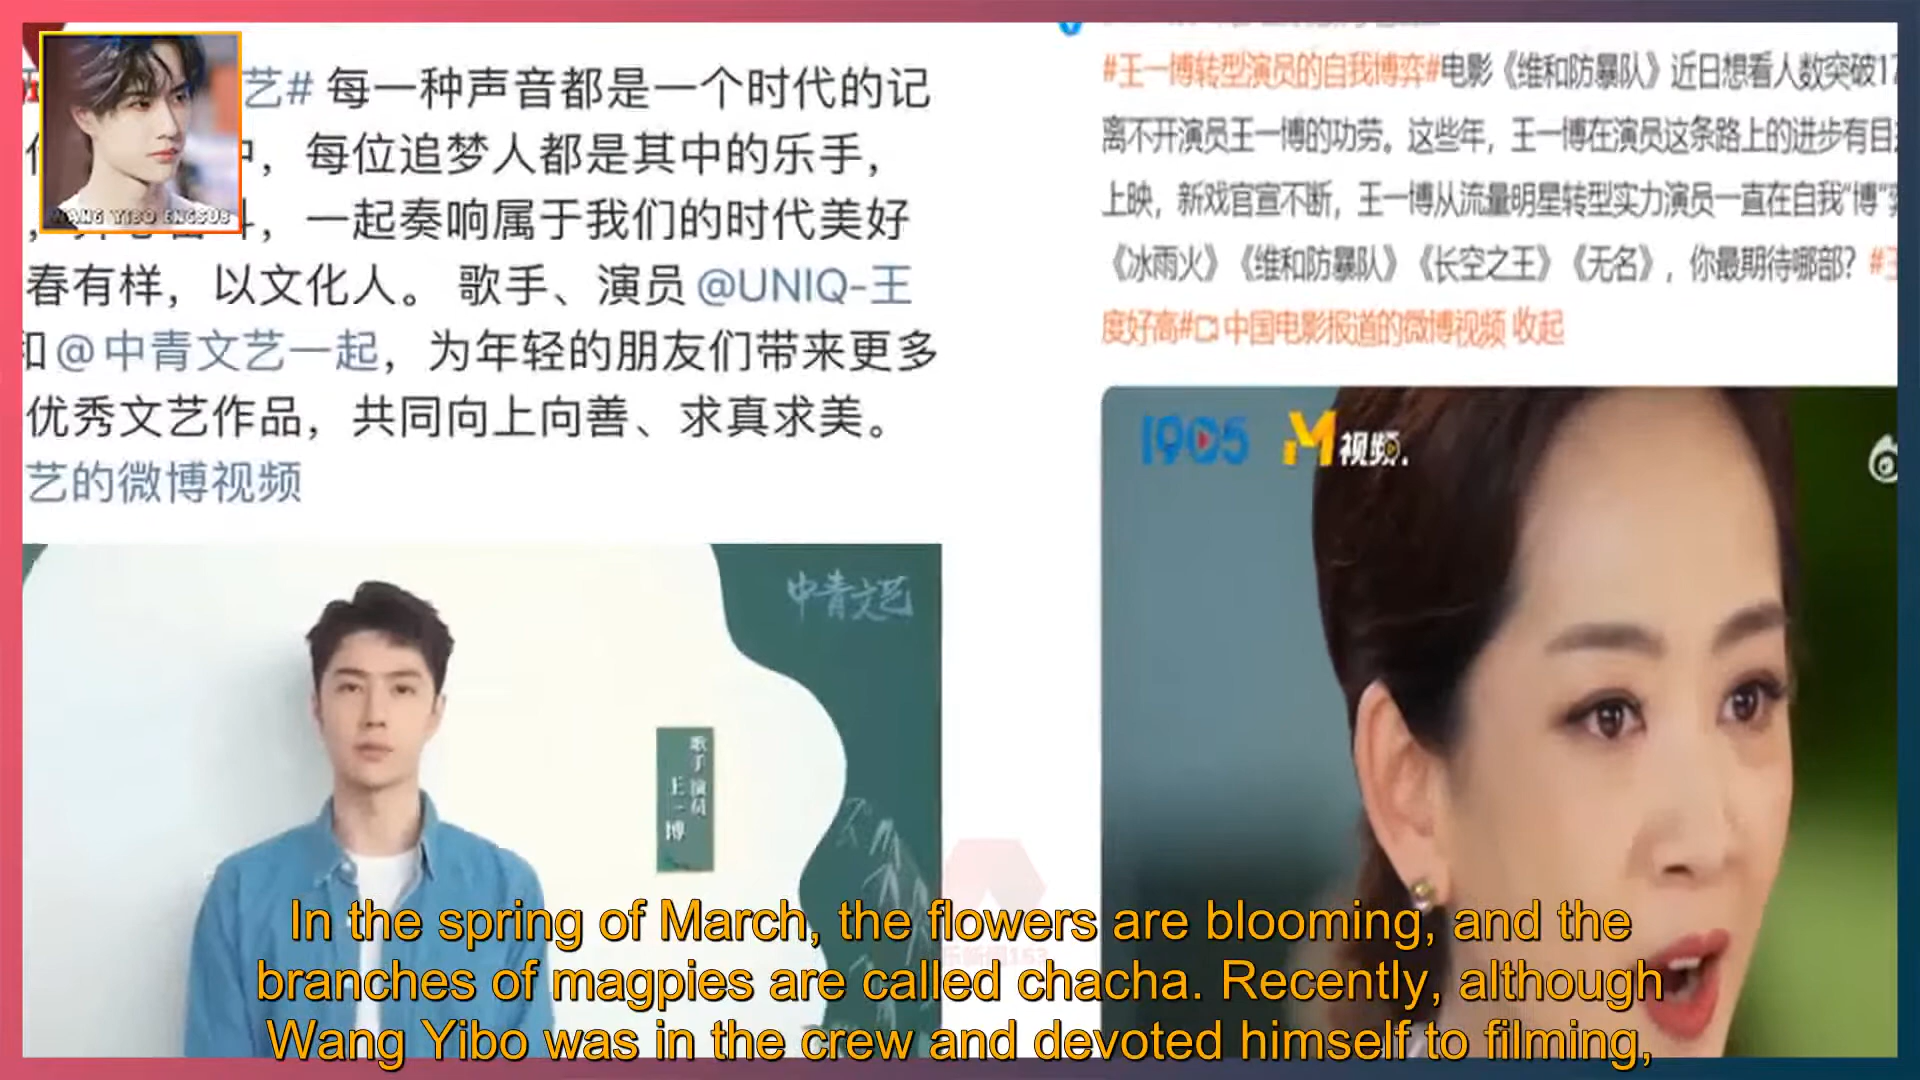 WANG YIBO ENGSUB
艺# 每一种声音都是一个时代的记
，每位追梦人都是其中的乐手，
，一起奏响属于我们的时代美好
春有样，以文化人。 歌手、演员 @UNIQ-王
和 @中青文艺一起，为年轻的朋友们带来更多
优秀文艺作品，共同向上向善、求真求美。
艺的微博视频
中青文艺
歌手 演员
王一博
#王一博转型演员的自我博弈#电影《维和防暴队》近日想看人数突破17
离不开演员王一博的功劳。这些年，王一博在演员这条路上的进步有目
上映，新戏官宣不断，王一博从流量明星转型实力演员一直在自我“博”
《冰雨火》《维和防暴队》《长空之王》《无名》，你最期待哪部？#王
度好高# 中国电影报道的微博视频 收起
1905 视频.
In the spring of March, the flowers are blooming, and the
branches of magpies are called chacha. Recently, although
Wang Yibo was in the crew and devoted himself to filming,